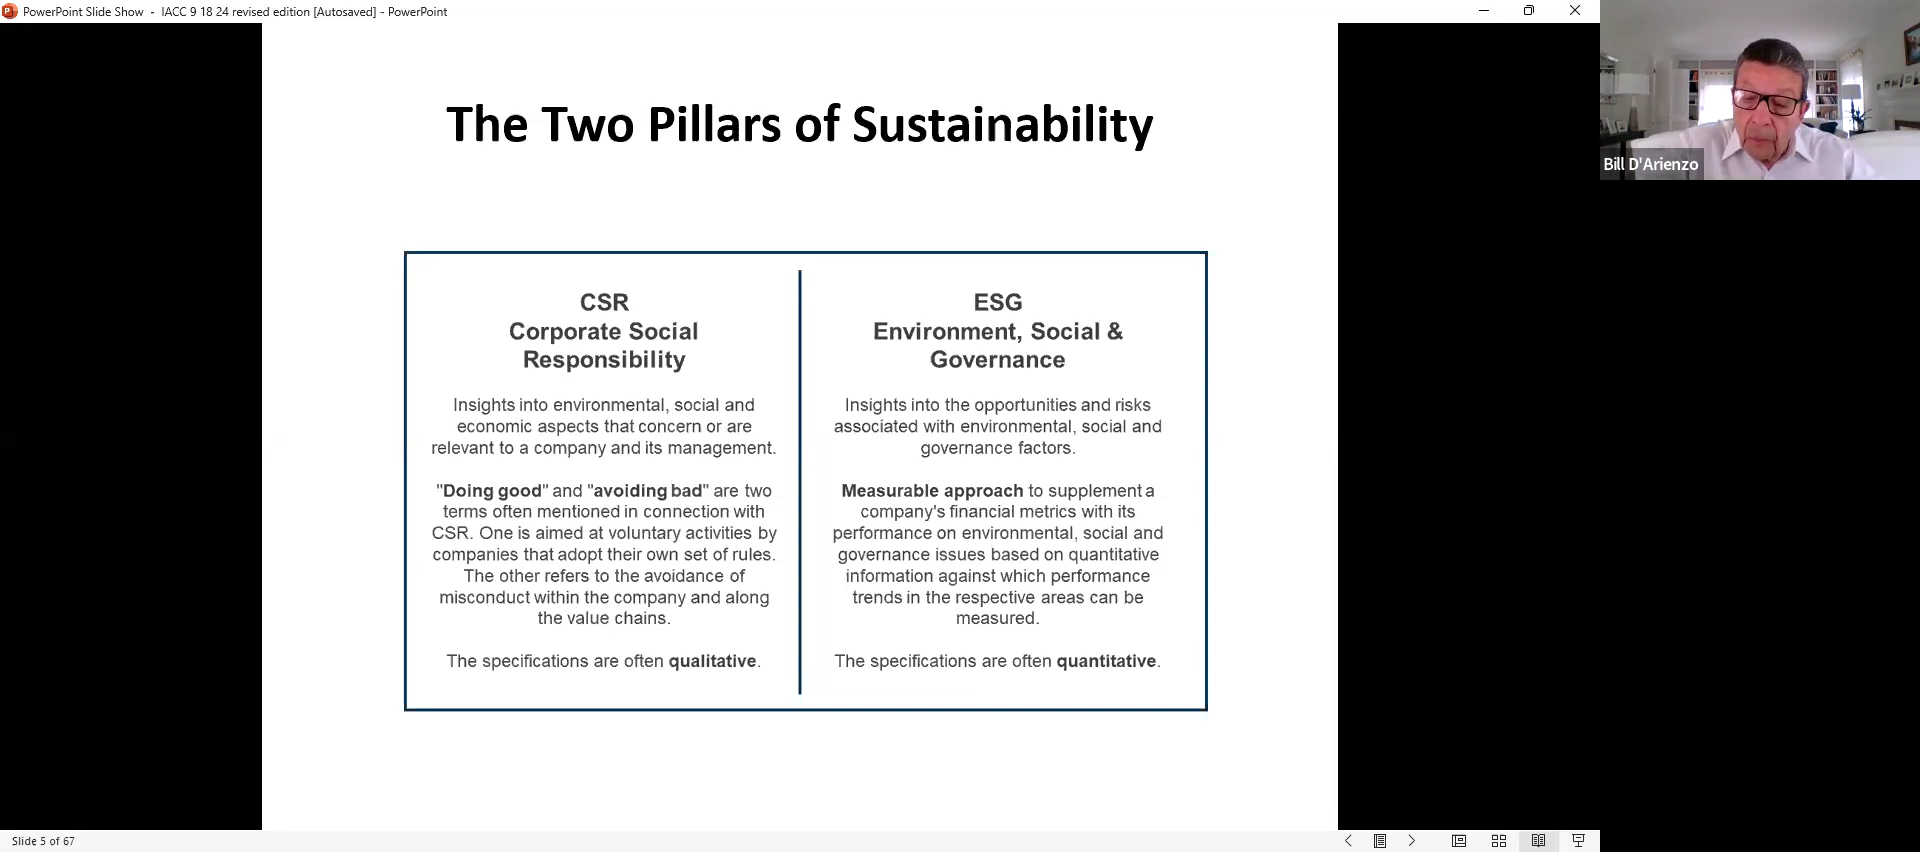 PowerPoint Slide Show - IACC 9 18 24 revised edition [Autosaved] - PowerPoint
Bill D'Arienzo
The Two Pillars of Sustainability
CSR
Corporate Social
Responsibility
Insights into environmental, social and
economic aspects that concern or are
relevant to a company and its management.
"Doing good" and "avoiding bad" are two
terms often mentioned in connection with
CSR. One is aimed at voluntary activities by
companies that adopt their own set of rules.
The other refers to the avoidance of
misconduct within the company and along
the value chains.
The specifications are often qualitative.
ESG
Environment, Social &
Governance
Insights into the opportunities and risks
associated with environmental, social and
governance factors.
Measurable approach to supplement a
company's financial metrics with its
performance on environmental, social and
governance issues based on quantitative
information against which performance
trends in the respective areas can be
measured.
The specifications are often quantitative.
Slide 5 of 67